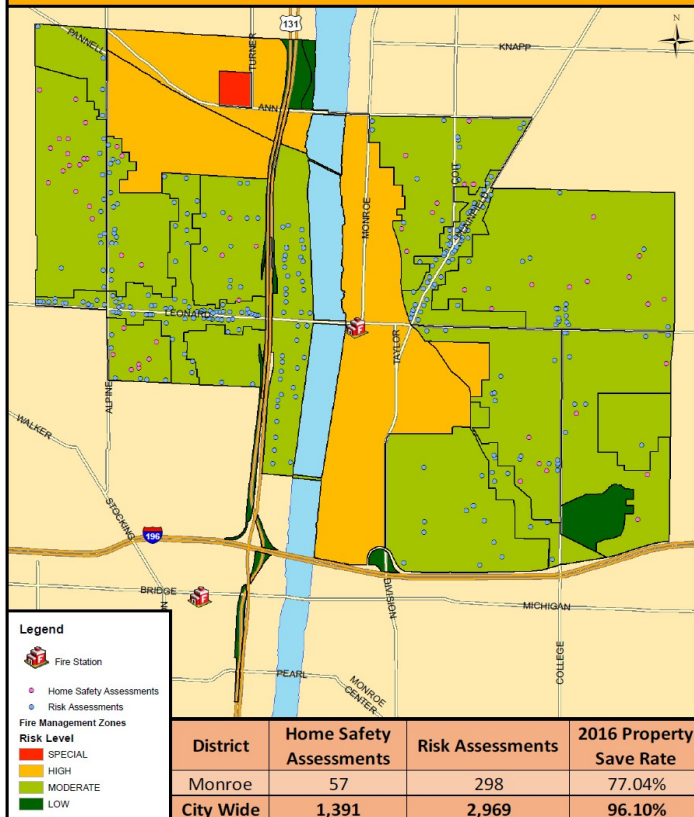 131
N
PANNELL
TURNER
KNAPP
ANN
COIT
PLAINFIELD
MONROE
LEONARD
TAYLOR
ALPINE
WALKER
STOCKING
196
BRIDGE
DIVISION
MICHIGAN
COLLEGE
PEARL
MONROE
CENTER
Legend
Fire Station
Home Safety Assessments
Risk Assessments
Fire Management Zones
Risk Level
SPECIAL
HIGH
MODERATE
LOW
District Home Safety Assessments Risk Assessments 2016 Property Save Rate
Monroe 57 298 77.04%
City Wide 1,391 2,969 96.10%